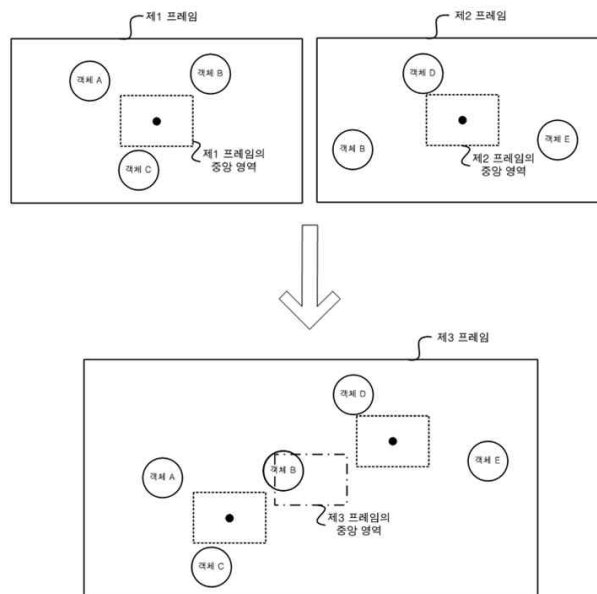 제1 프레임
객체 A
객체 B
객체 C
제1 프레임의
중앙 영역
제2 프레임
객체 D
객체 B
객체 E
제2 프레임의
중앙 영역
제3 프레임
객체 D
객체 A
객체 B
객체 E
객체 C
제3 프레임의
중앙 영역